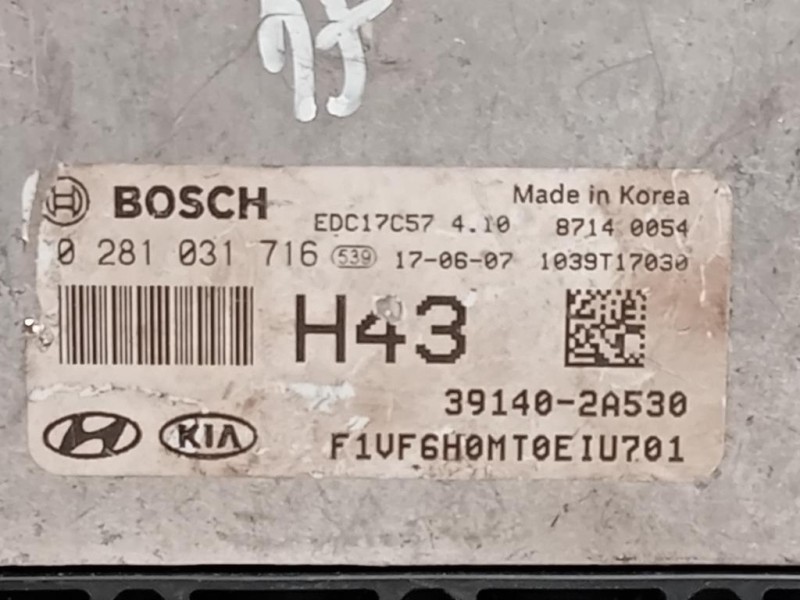 BOSCH Made in Korea
EDC17C57 4.10 8714 0054
0 281 031 716 539 17-06-07 1039T17030
H43
39140-2A530
KIA F1VF6H0MT0EIU701